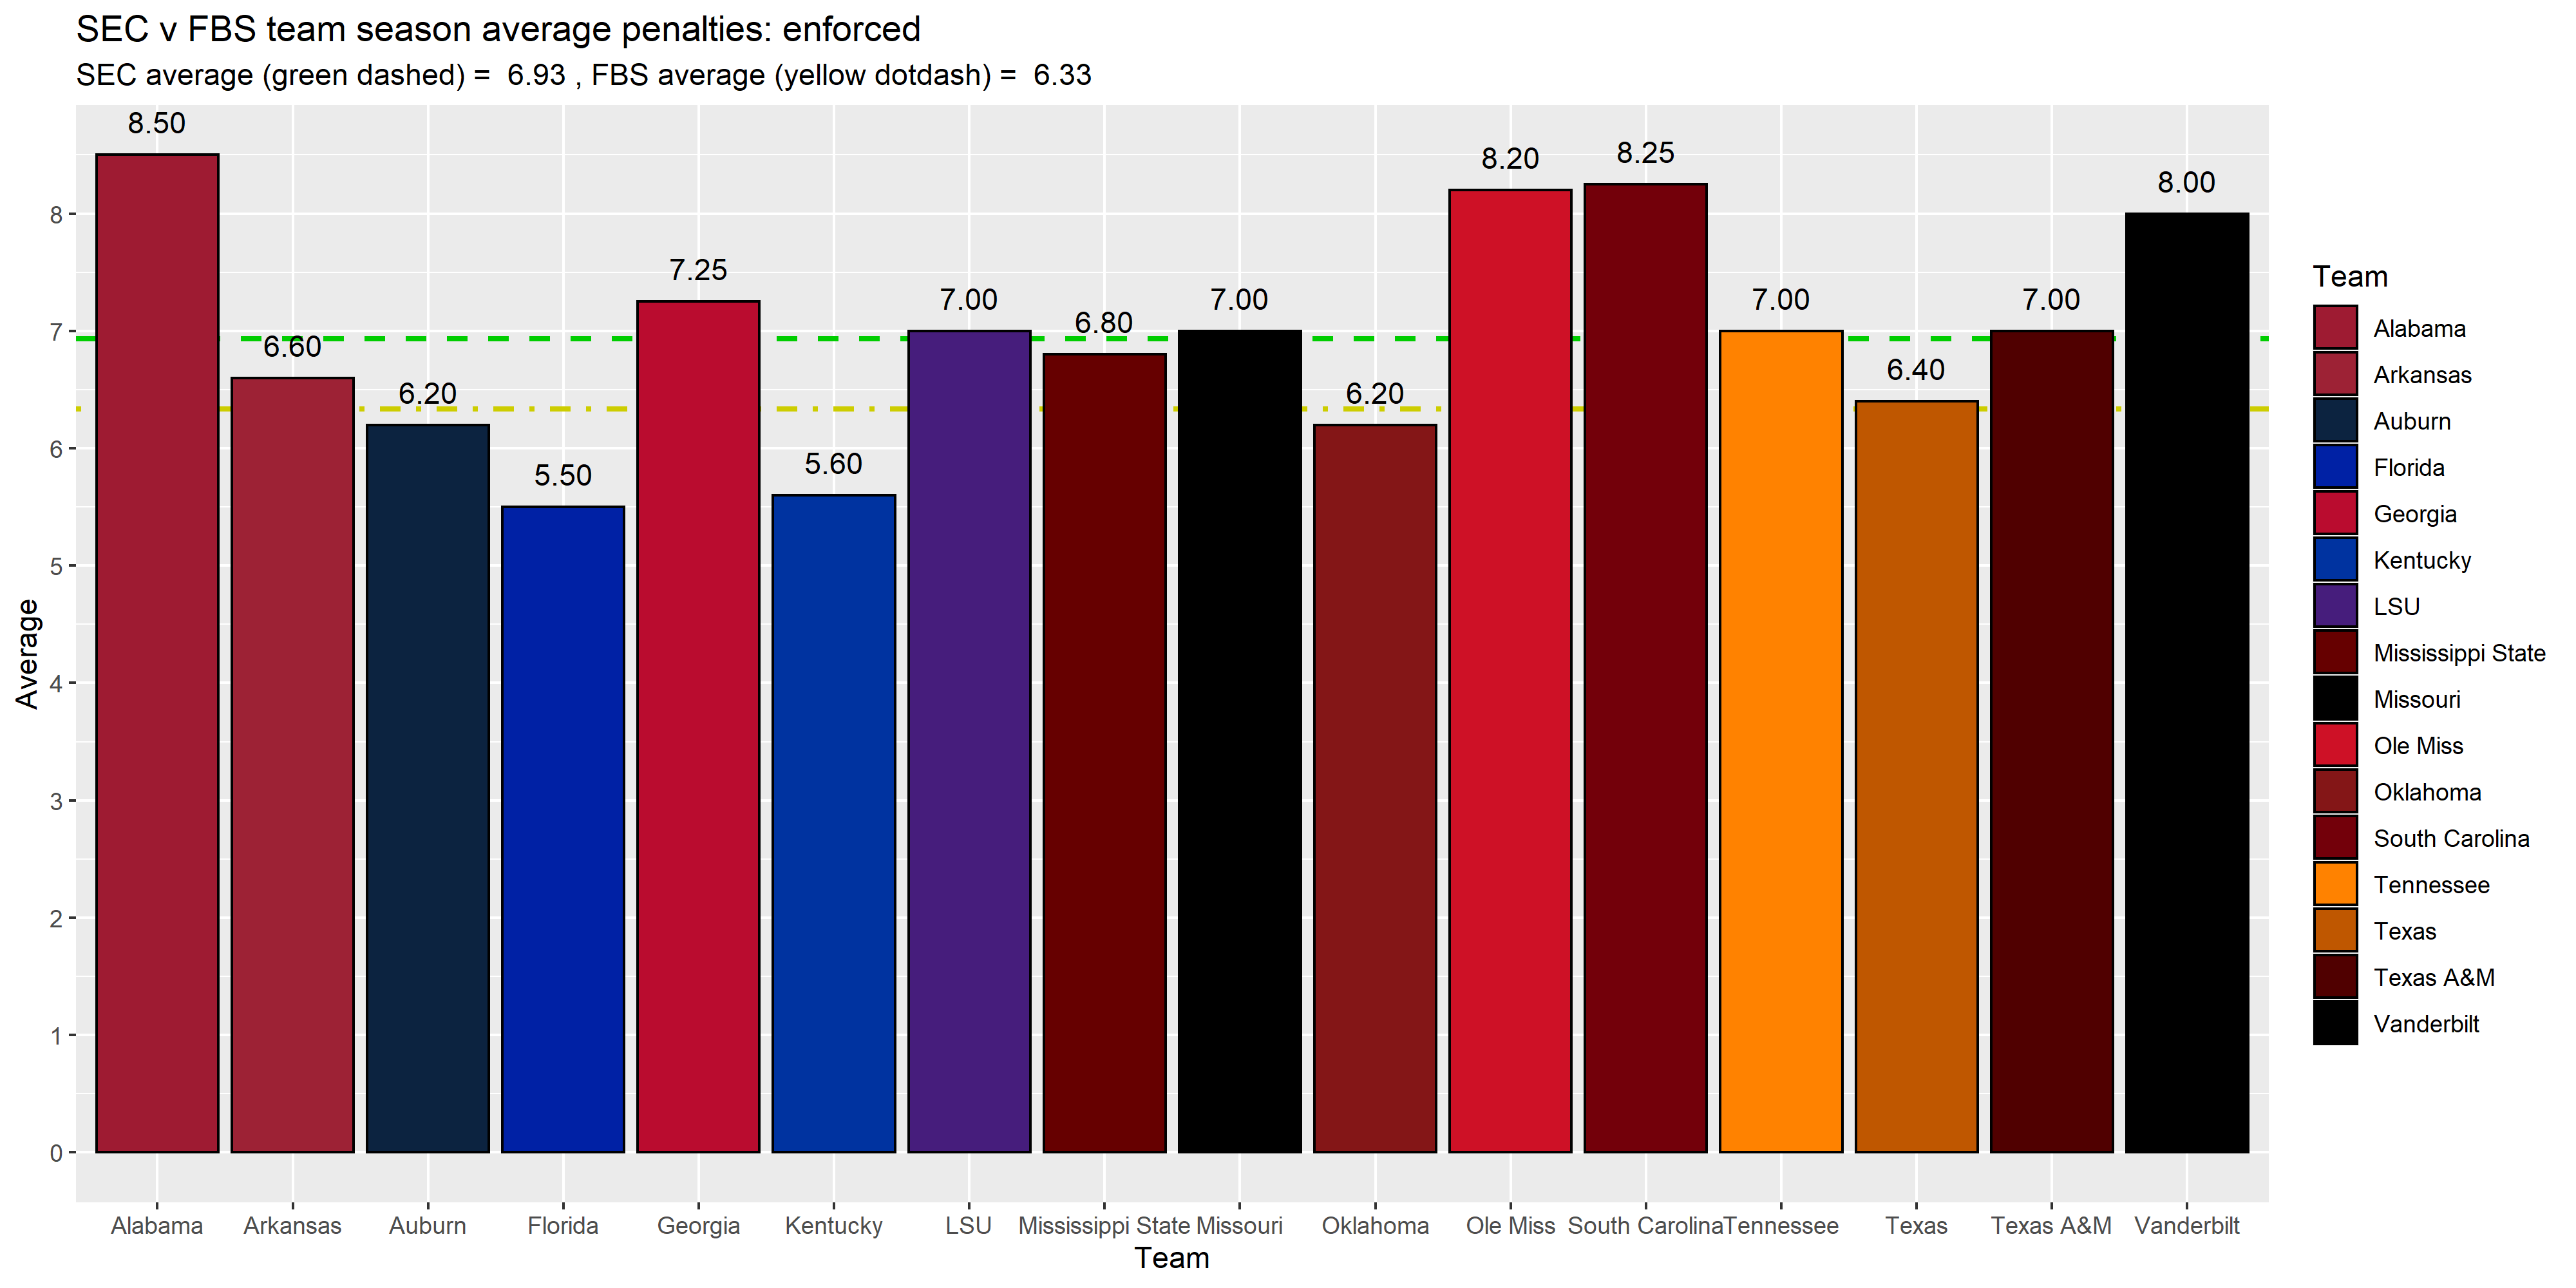 SEC v FBS team season average penalties: enforced
SEC average (green dashed) =  6.93 , FBS average (yellow dotdash) =  6.33
8.50
6.60
6.20
5.50
7.25
5.60
7.00
6.80
7.00
6.20
8.20
8.25
7.00
6.40
7.00
8.00
8
7
6
5
4
3
2
1
0
Average
Alabama
Arkansas
Auburn
Florida
Georgia
Kentucky
LSU
Mississippi State
Missouri
Oklahoma
Ole Miss
South Carolina
Tennessee
Texas
Texas A&M
Vanderbilt
Team
Team
Alabama
Arkansas
Auburn
Florida
Georgia
Kentucky
LSU
Mississippi State
Missouri
Ole Miss
Oklahoma
South Carolina
Tennessee
Texas
Texas A&M
Vanderbilt